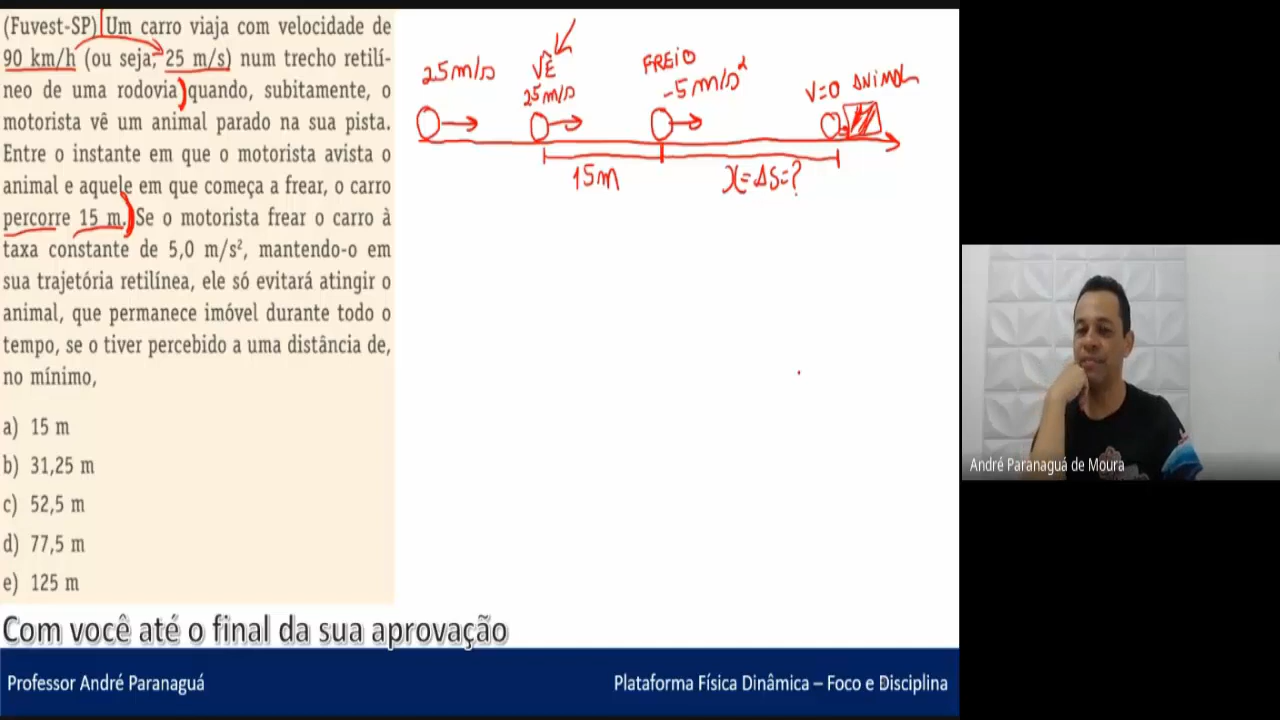 (Fuvest-SP) Um carro viaja com velocidade de
90 km/h (ou seja, 25 m/s) num trecho retilí-
neo de uma rodovia quando, subitamente, o
motorista vê um animal parado na sua pista.
Entre o instante em que o motorista avista o
animal e aquele em que começa a frear, o carro
percorre 15 m. Se o motorista frear o carro à
taxa constante de 5,0 m/s², mantendo-o em
sua trajetória retilínea, ele só evitará atingir o
animal, que permanece imóvel durante todo o
tempo, se o tiver percebido a uma distância de,
no mínimo,
a) 15 m
b) 31,25 m
c) 52,5 m
d) 77,5 m
e) 125 m
25m/s
VÊ
25m/s
FREIO
-5m/s²
V=0 ANIMAL
15m
X=ΔS=?
André Paranaguá de Moura
Com você até o final da sua aprovação
Professor André Paranaguá
Plataforma Física Dinâmica – Foco e Disciplina